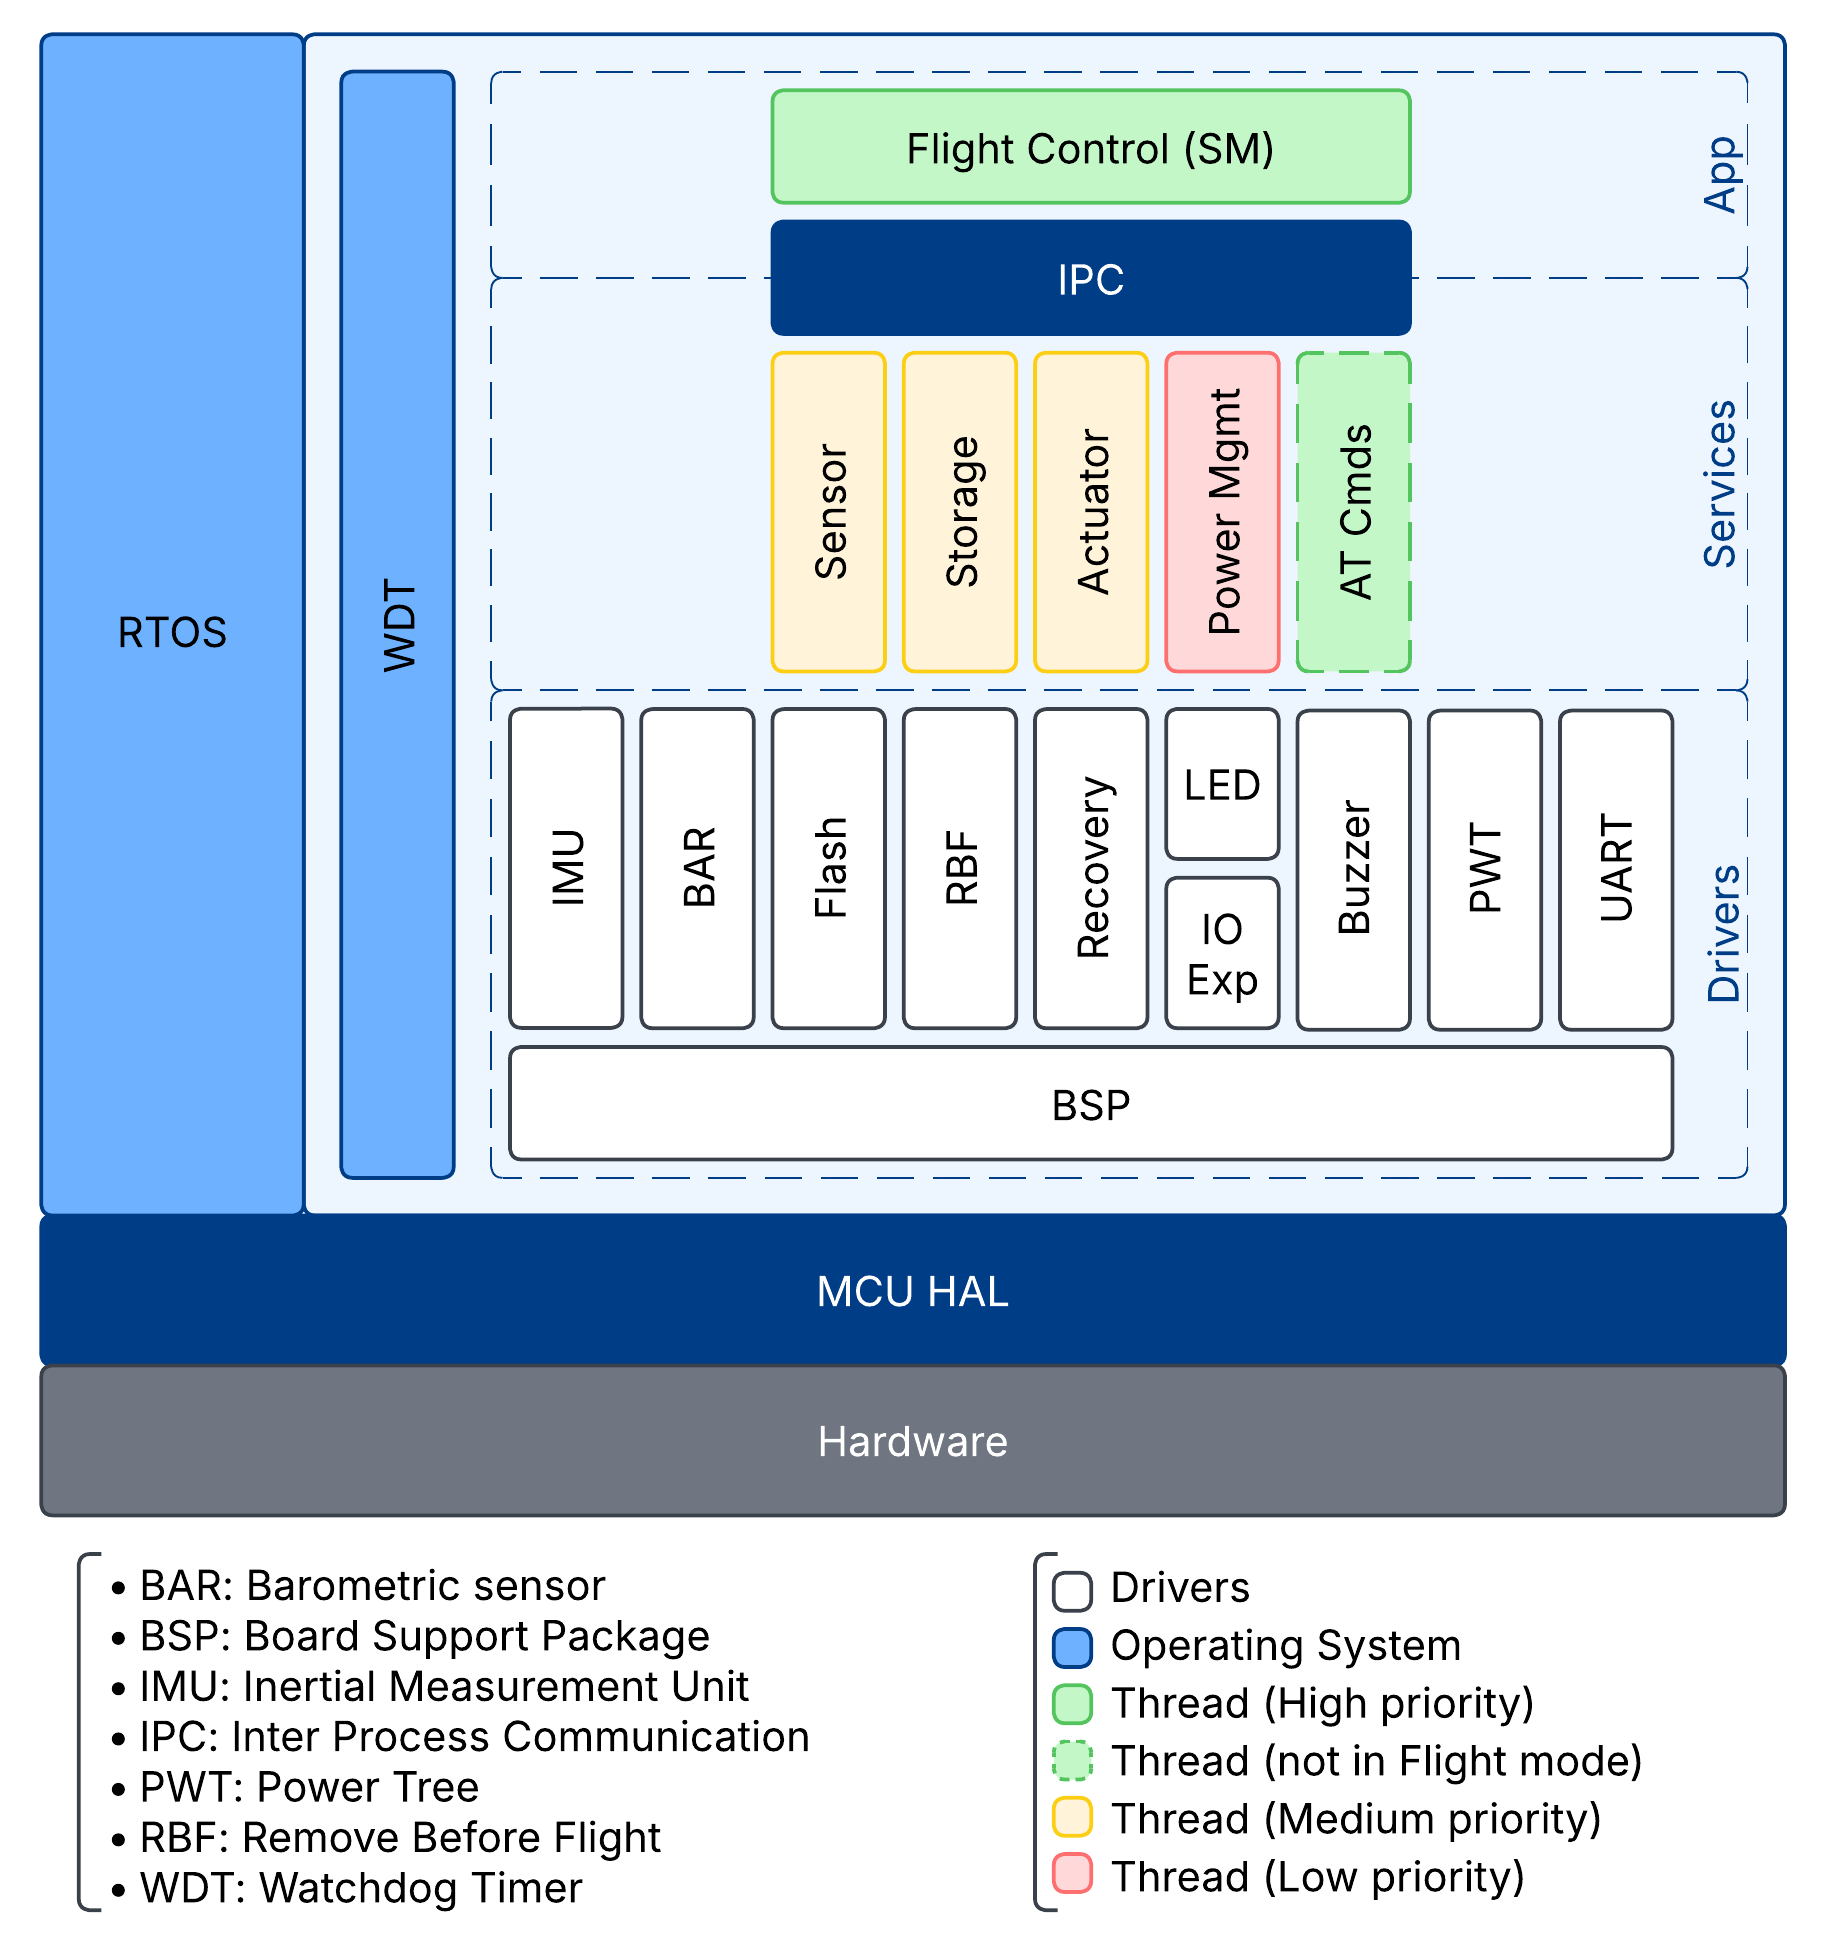 RTOS
WDT
Flight Control (SM)
App
IPC
Sensor
Storage
Actuator
Power Mgmt
AT Cmds
Services
IMU
BAR
Flash
RBF
Recovery
LED
IO
Exp
Buzzer
PWT
UART
Drivers
BSP
MCU HAL
Hardware
• BAR: Barometric sensor
• BSP: Board Support Package
• IMU: Inertial Measurement Unit
• IPC: Inter Process Communication
• PWT: Power Tree
• RBF: Remove Before Flight
• WDT: Watchdog Timer
Drivers
Operating System
Thread (High priority)
Thread (not in Flight mode)
Thread (Medium priority)
Thread (Low priority)